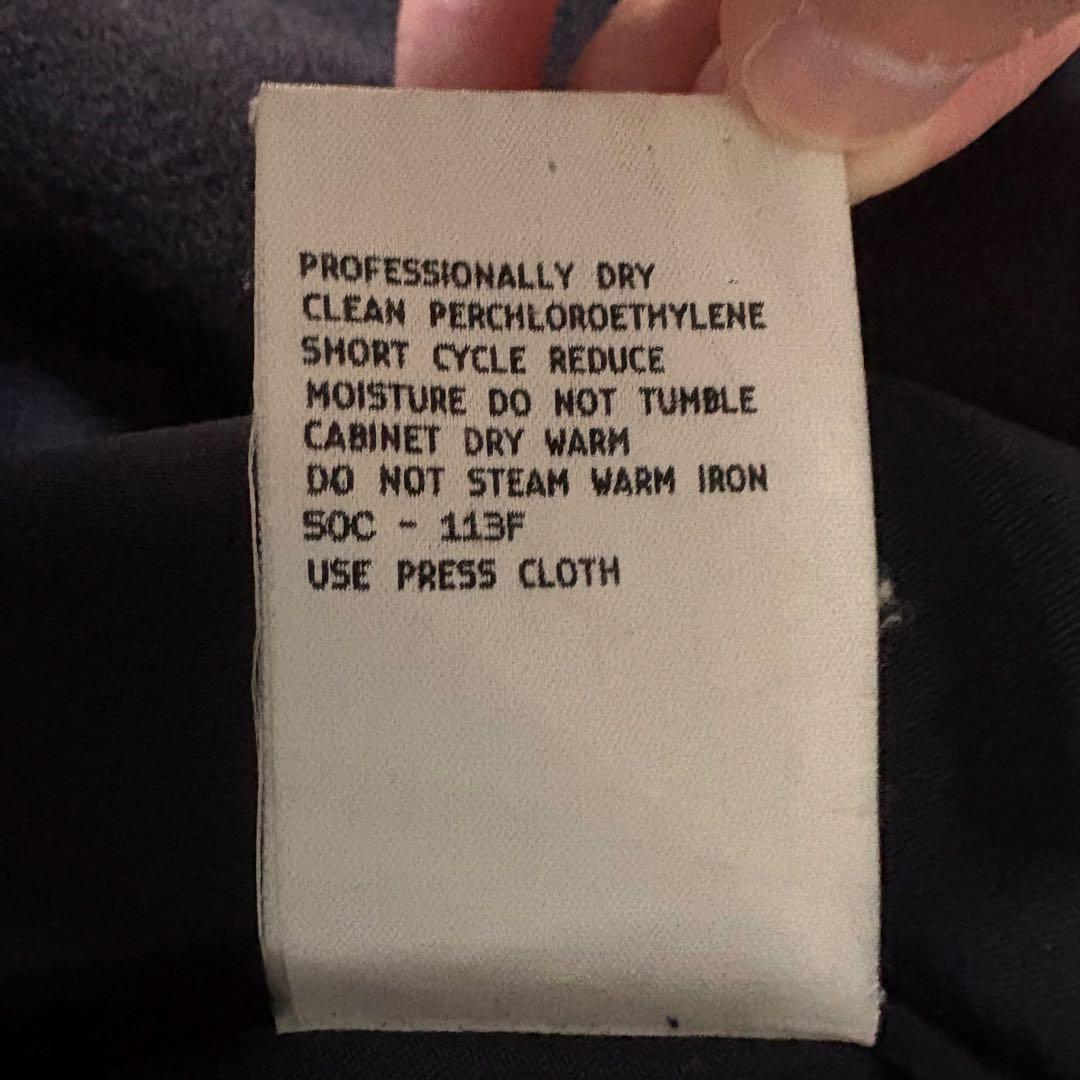 PROFESSIONALLY DRY
CLEAN PERCHLOROETHYLENE
SHORT CYCLE REDUCE
MOISTURE DO NOT TUMBLE
CABINET DRY WARM
DO NOT STEAM WARM IRON
50C - 113F
USE PRESS CLOTH